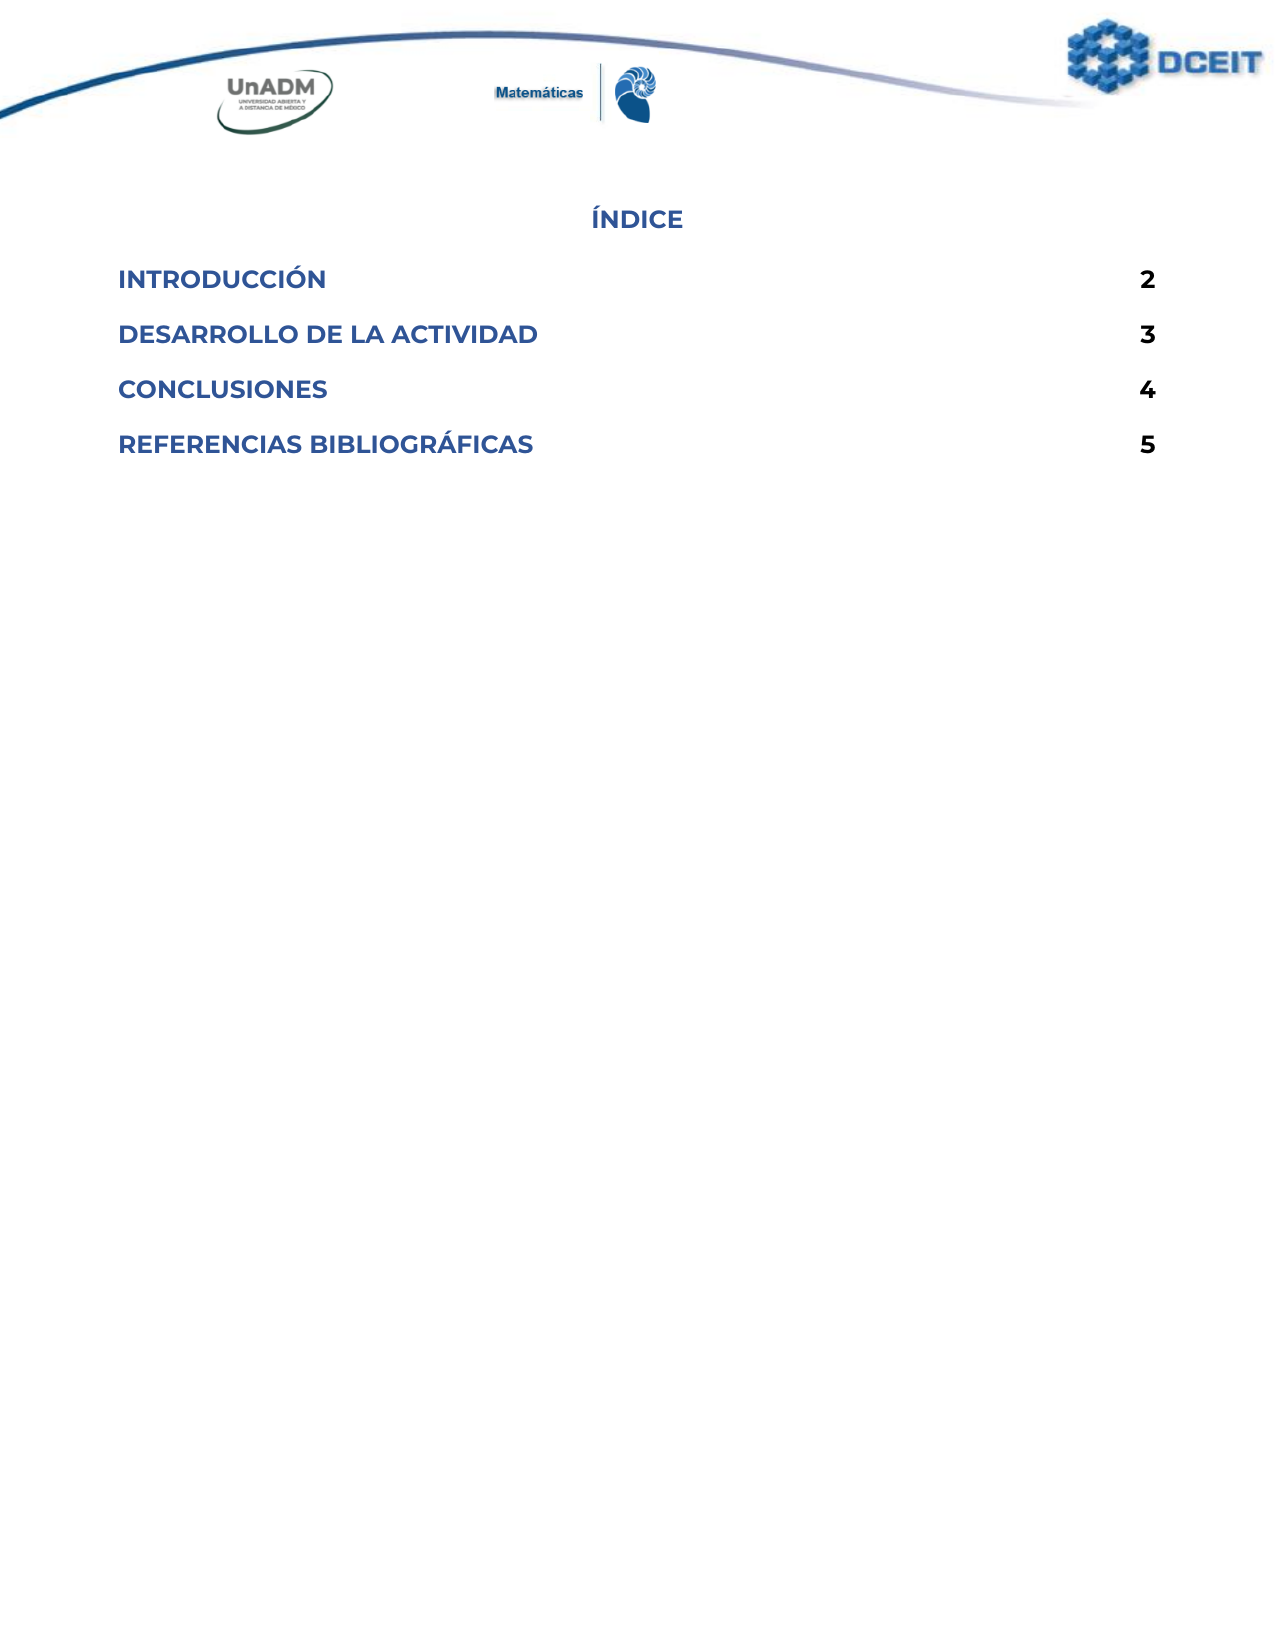 UnADM
UNIVERSIDAD ABIERTA Y
A DISTANCIA DE MÉXICO
Matemáticas
DCEIT
ÍNDICE
INTRODUCCIÓN 2
DESARROLLO DE LA ACTIVIDAD 3
CONCLUSIONES 4
REFERENCIAS BIBLIOGRÁFICAS 5